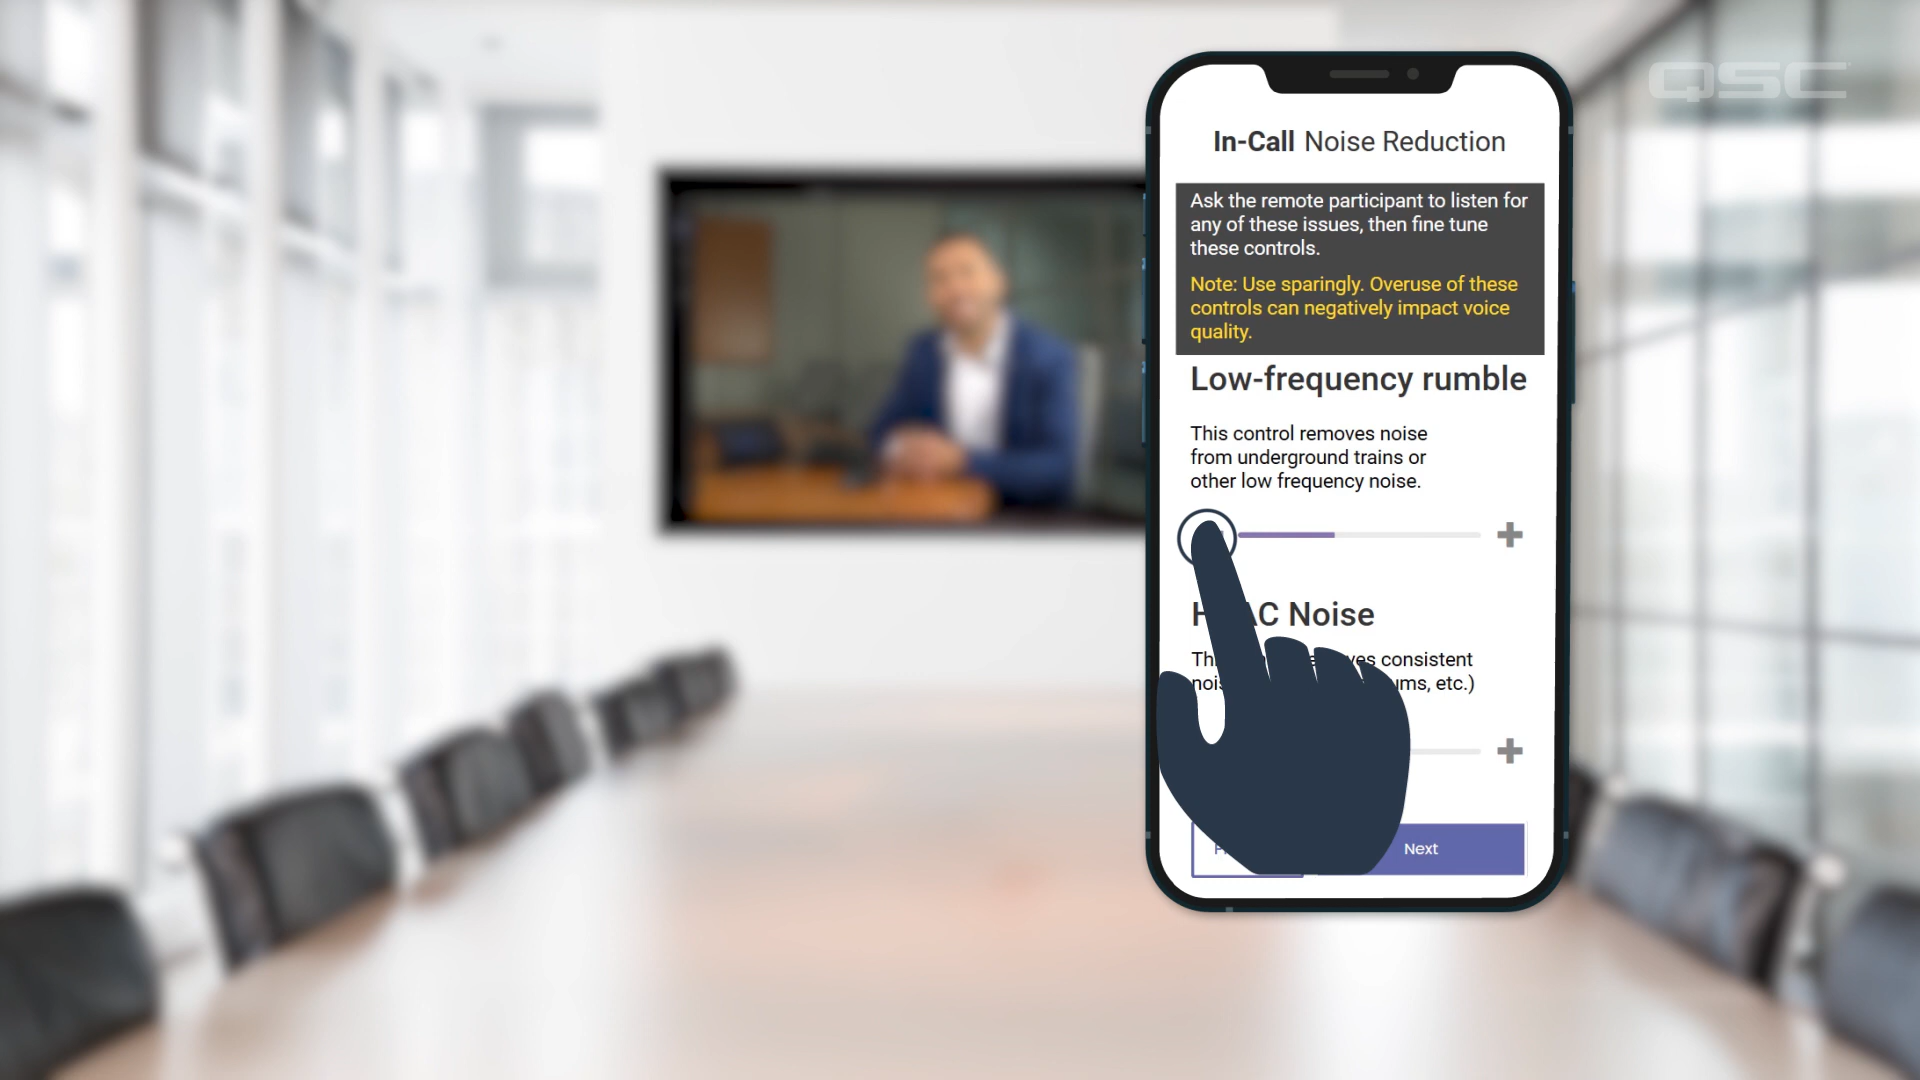 QSC
In-Call Noise Reduction
Ask the remote participant to listen for
any of these issues, then fine tune
these controls.
Note: Use sparingly. Overuse of these
controls can negatively impact voice
quality.
Low-frequency rumble
This control removes noise
from underground trains or
other low frequency noise.
AC Noise
consistent
etc.)
Next